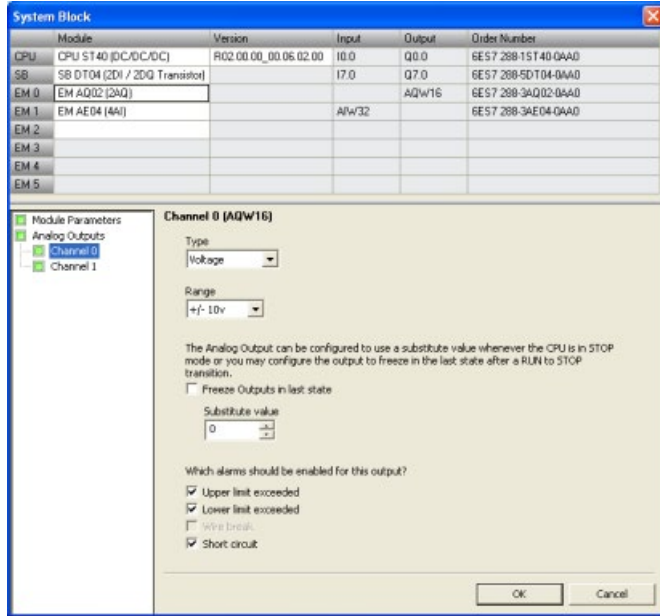 System Block
Module Version Input Output Order Number
CPU CPU ST40 (DC/DC/DC) R02.00.00_00.06.02.00 I0.0 Q0.0 6ES7 288-1ST40-0AA0
SB SB DT04 (2DI / 2DQ Transistor) I7.0 Q7.0 6ES7 288-5DT04-0AA0
EM 0 EM AQ02 (2AQ) AQW16 6ES7 288-3AQ02-0AA0
EM 1 EM AE04 (4AI) AIW32 6ES7 288-3AE04-0AA0
EM 2
EM 3
EM 4
EM 5
Module Parameters
Analog Outputs
Channel 0
Channel 1
Channel 0 (AQW16)
Type
Voltage
Range
+/- 10v
The Analog Output can be configured to use a substitute value whenever the CPU is in STOP
mode or you may configure the output to freeze in the last state after a RUN to STOP
transition.
Freeze Outputs in last state
Substitute value
0
Which alarms should be enabled for this output?
Upper limit exceeded
Lower limit exceeded
Wire break
Short circuit
OK Cancel